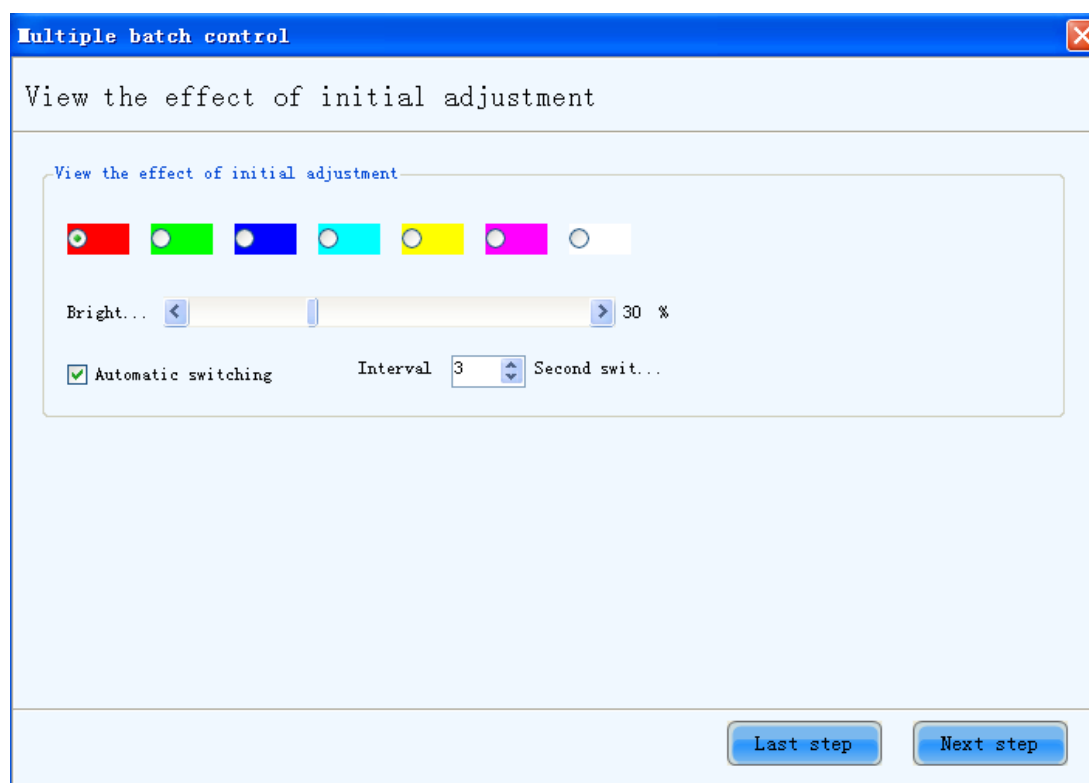 Multiple batch control
View the effect of initial adjustment
View the effect of initial adjustment
Bright... 30 %
Automatic switching Interval 3 Second swit...
Last step Next step